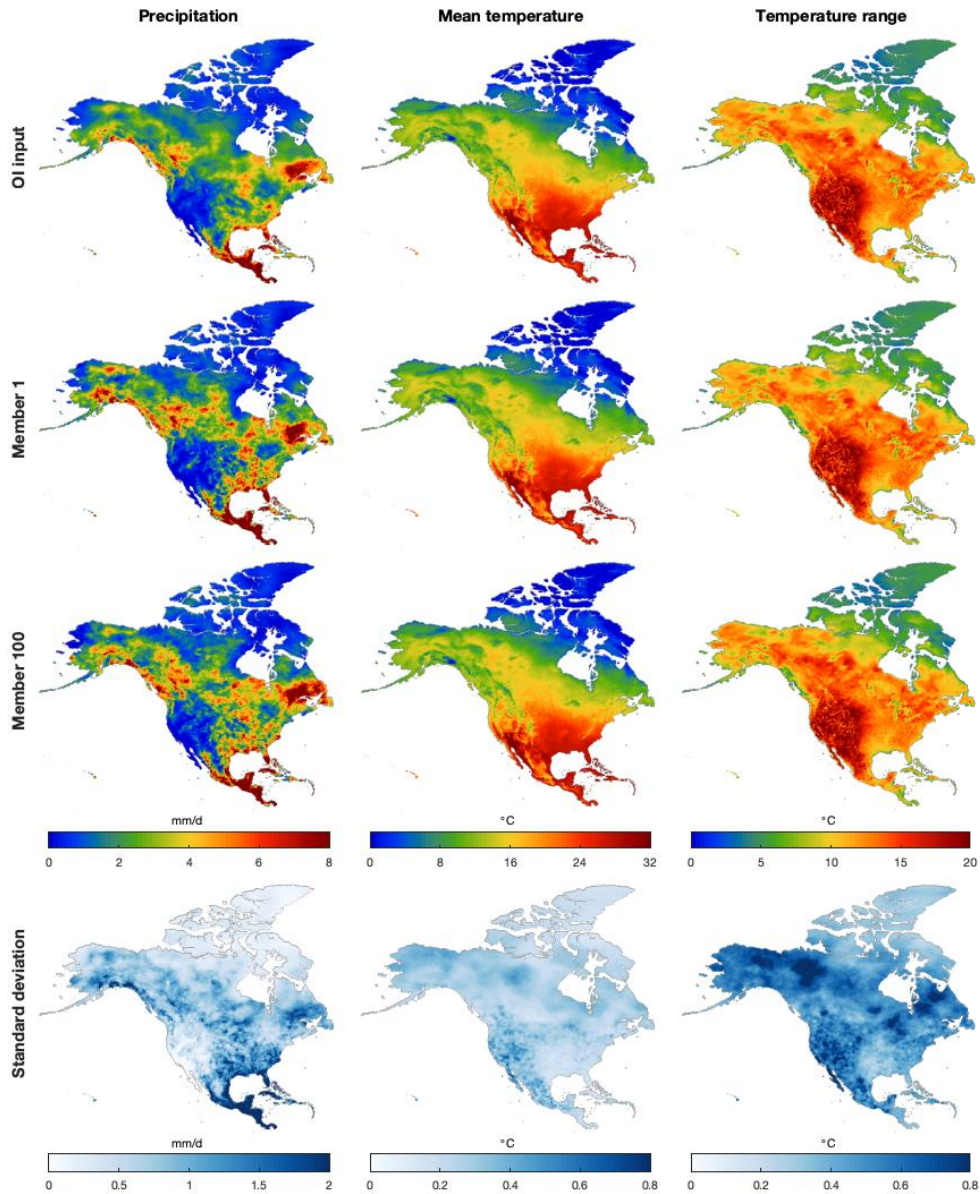 Precipitation Mean temperature Temperature range
OI input
Member 1
Member 100
mm/d °C °C
0 2 4 6 8 0 8 16 24 32 0 5 10 15 20
Standard deviation
mm/d °C °C
0 0.5 1 1.5 2 0 0.2 0.4 0.6 0.8 0 0.2 0.4 0.6 0.8